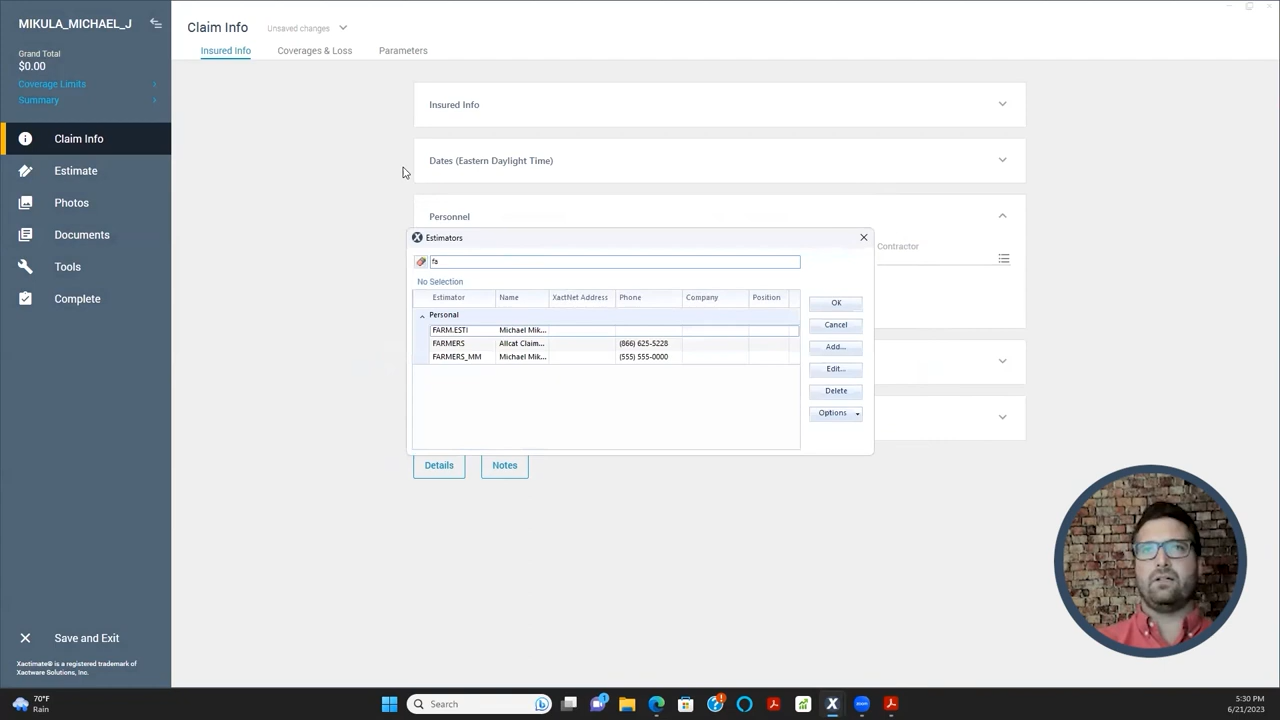 MIKULA_MICHAEL_J
Grand Total
$0.00
Coverage Limits
Summary
Claim Info
Estimate
Photos
Documents
Tools
Complete
Save and Exit
Xactimate® is a registered trademark of
Xactware Solutions, Inc.
Claim Info
Unsaved changes
Insured Info
Coverages & Loss
Parameters
Insured Info
Dates (Eastern Daylight Time)
Personnel
Contractor
Estimators
fa
No Selection
Estimator Name XactNet Address Phone Company Position
Personal
FARM.ESTI Michael Mik...
FARMERS Allcat Claim... (866) 625-5228
FARMERS_MM Michael Mik... (555) 555-0000
OK
Cancel
Add...
Edit...
Delete
Options
Details
Notes
70°F
Rain
Search
5:30 PM
6/21/2023